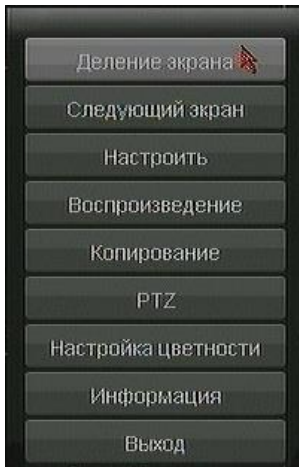 Деление экрана
Следующий экран
Настроить
Воспроизведение
Копирование
PTZ
Настройка цветности
Информация
Выход